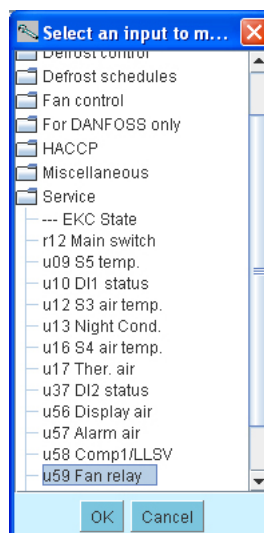 Select an input to m...
Defrost control
Defrost schedules
Fan control
For DANFOSS only
HACCP
Miscellaneous
Service
--- EKC State
r12 Main switch
u09 S5 temp.
u10 DI1 status
u12 S3 air temp.
u13 Night Cond.
u16 S4 air temp.
u17 Ther. air
u37 DI2 status
u56 Display air
u57 Alarm air
u58 Comp1/LLSV
u59 Fan relay
OK Cancel